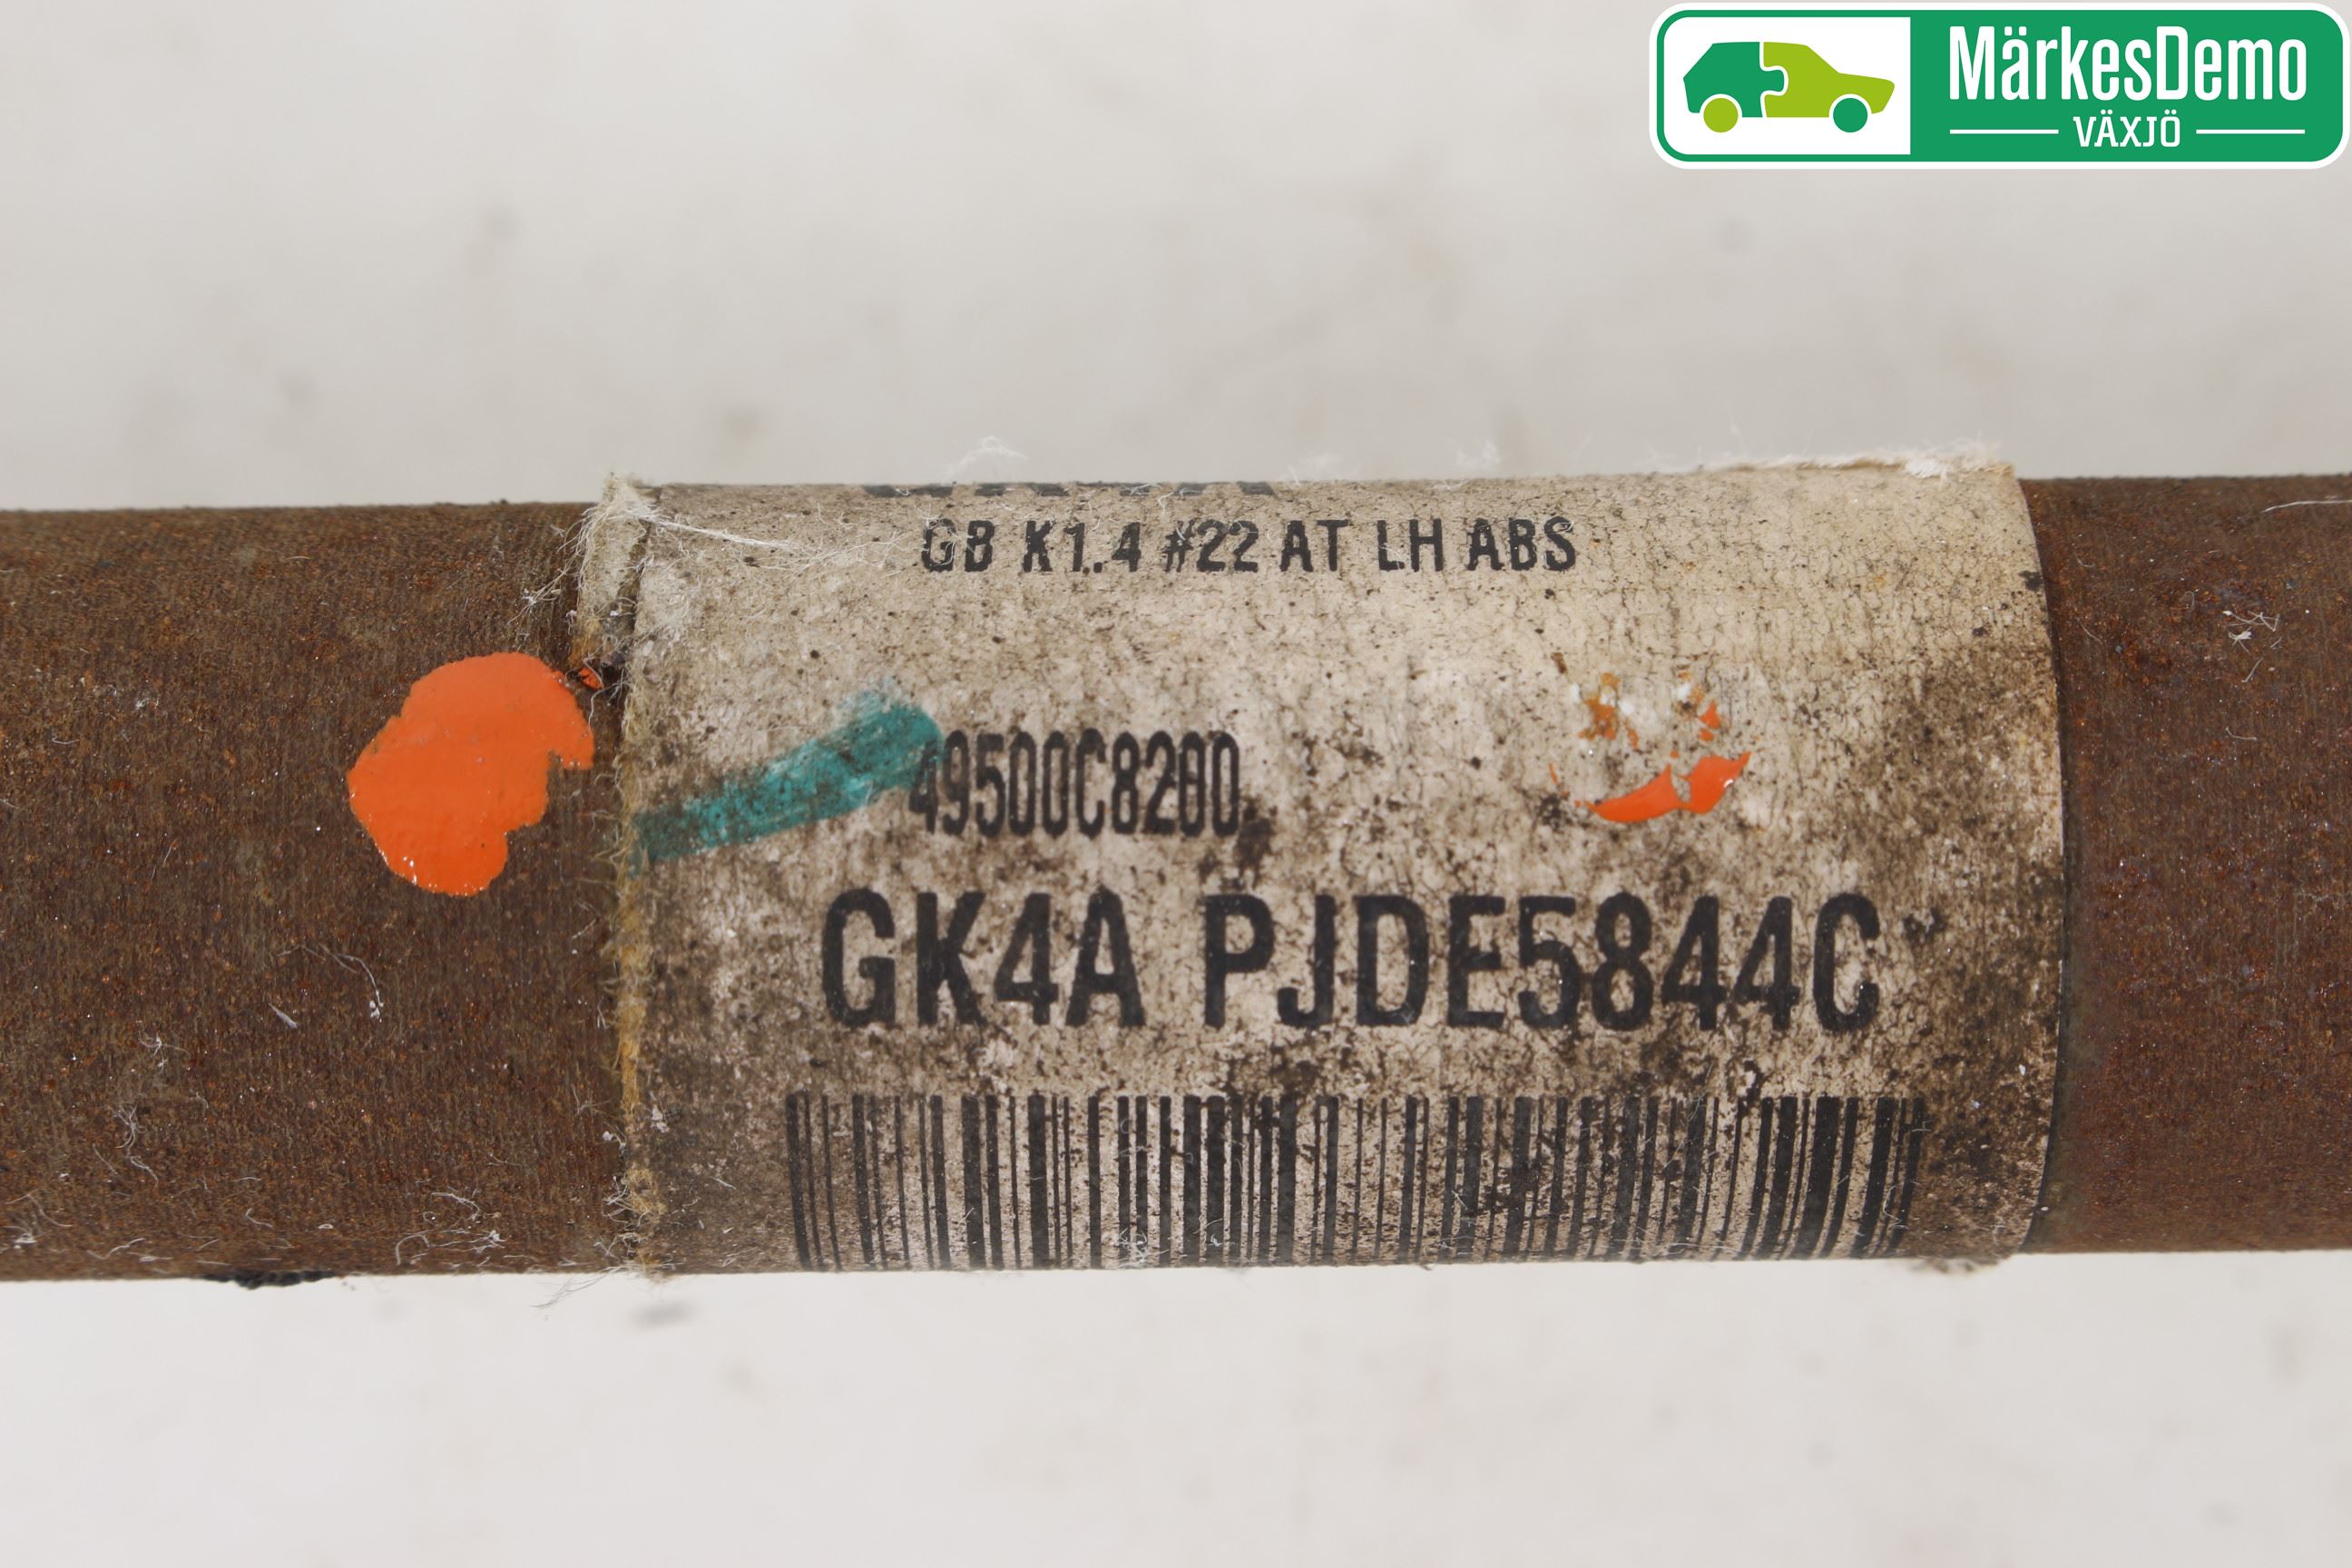 MärkesDemo
VÄXJÖ
GB K1.4 #22 AT LH ABS
49500C8200
GK4A PJDE5844C